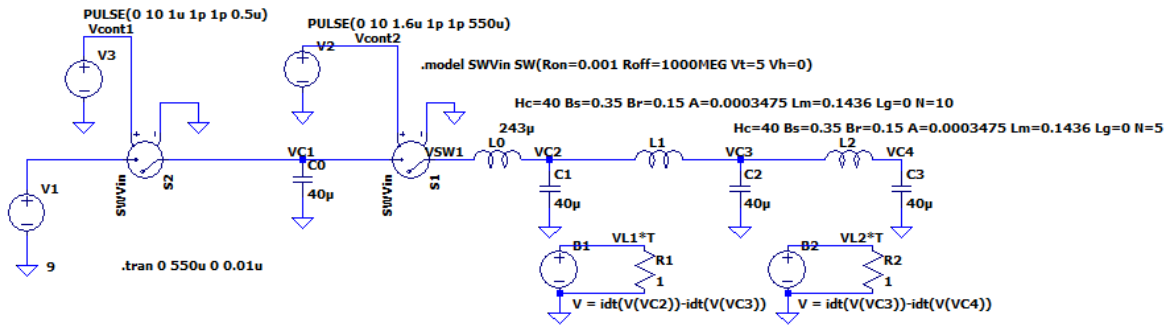 PULSE(0 10 1u 1p 1p 0.5u)
Vcont1
V3
PULSE(0 10 1.6u 1p 1p 550u)
Vcont2
V2
.model SWVin SW(Ron=0.001 Roff=1000MEG Vt=5 Vh=0)
Hc=40 Bs=0.35 Br=0.15 A=0.0003475 Lm=0.1436 Lg=0 N=10
Hc=40 Bs=0.35 Br=0.15 A=0.0003475 Lm=0.1436 Lg=0 N=5
V1
9
SWVin
S2
VC1
C0
40µ
SWVin
VSW1
S1
243µ
L0
VC2
C1
40µ
L1
VC3
C2
40µ
L2
VC4
C3
40µ
.tran 0 550u 0 0.01u
B1
VL1*T
R1
1
V = idt(V(VC2))-idt(V(VC3))
B2
VL2*T
R2
1
V = idt(V(VC3))-idt(V(VC4))